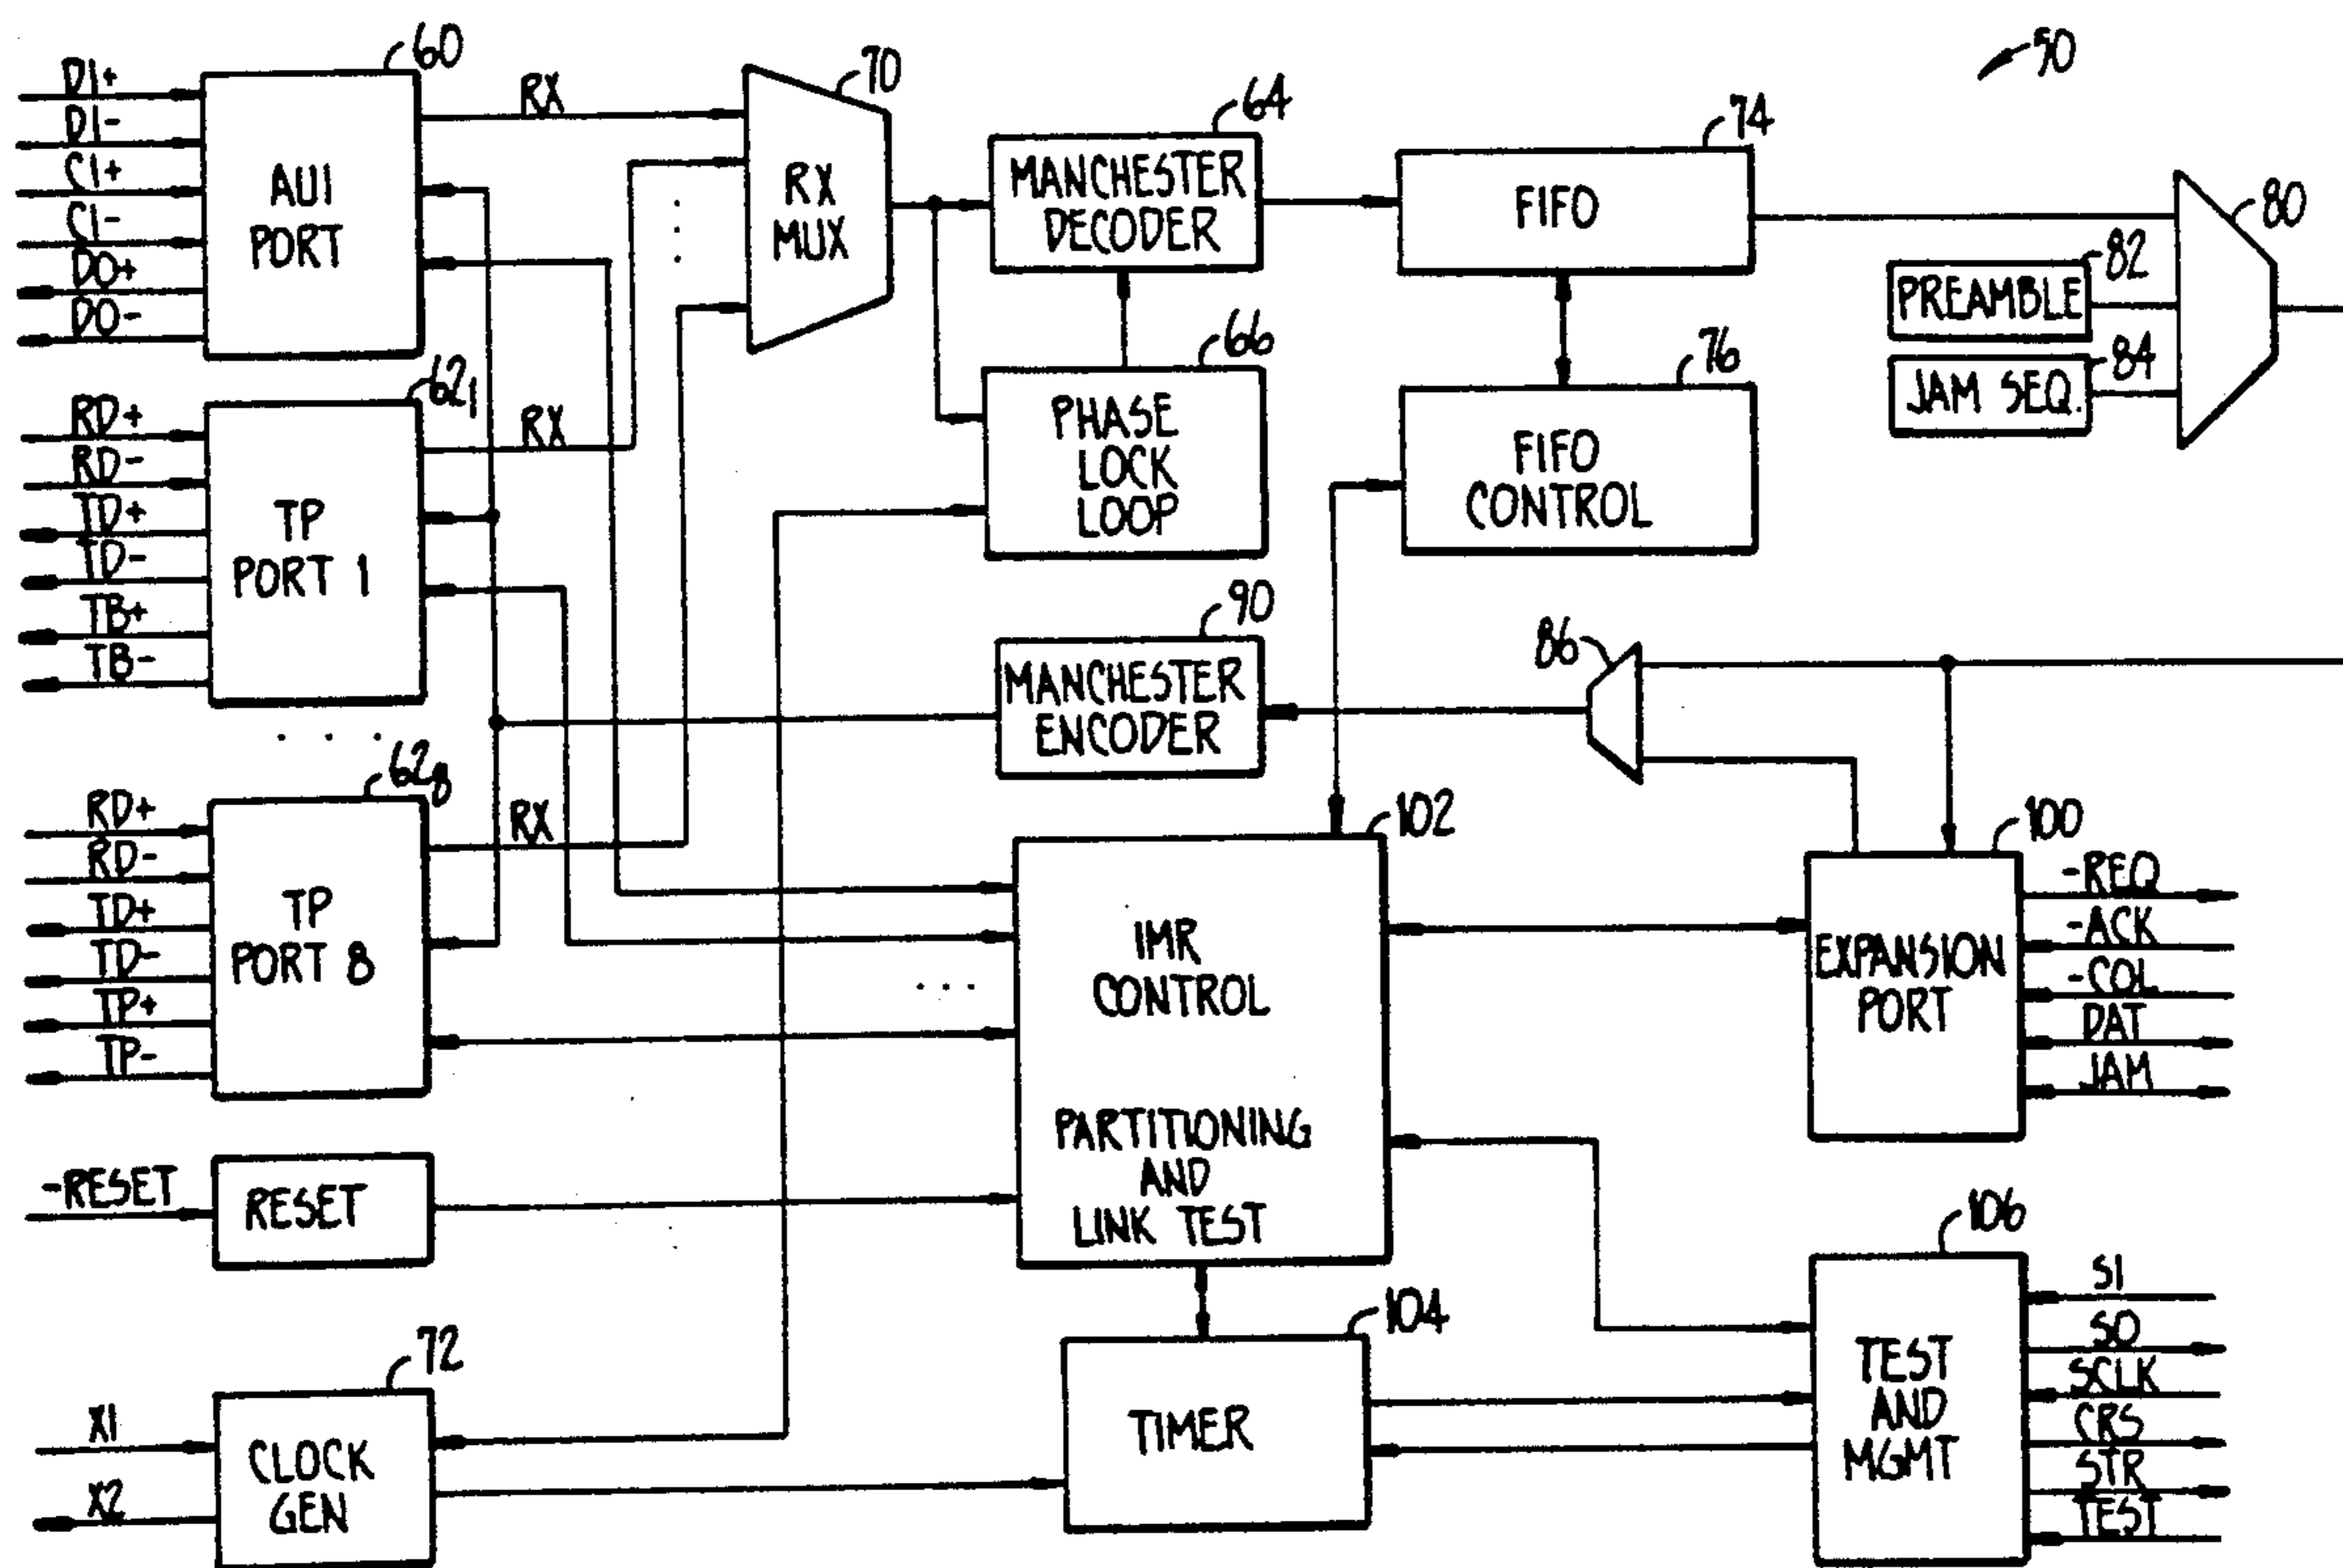 50
60
DI+
DI-
CI+
CI-
DO+
DO-
AUI
PORT
RX
70
RX
MUX
64
MANCHESTER
DECODER
74
FIFO
80
82
PREAMBLE
84
JAM SEQ.
66
PHASE
LOCK
LOOP
76
FIFO
CONTROL
62₁
RD+
RD-
TD+
TD-
TB+
TB-
TP
PORT 1
RX
90
MANCHESTER
ENCODER
86
62₈
RD+
RD-
TD+
TD-
TP+
TP-
TP
PORT 8
RX
102
IMR
CONTROL
PARTITIONING
AND
LINK TEST
100
EXPANSION
PORT
-REQ
-ACK
-COL
DAT
JAM
-RESET
RESET
106
TEST
AND
MGMT
SI
SO
SCLK
CRS
STR
TEST
104
TIMER
72
X1
X2
CLOCK
GEN